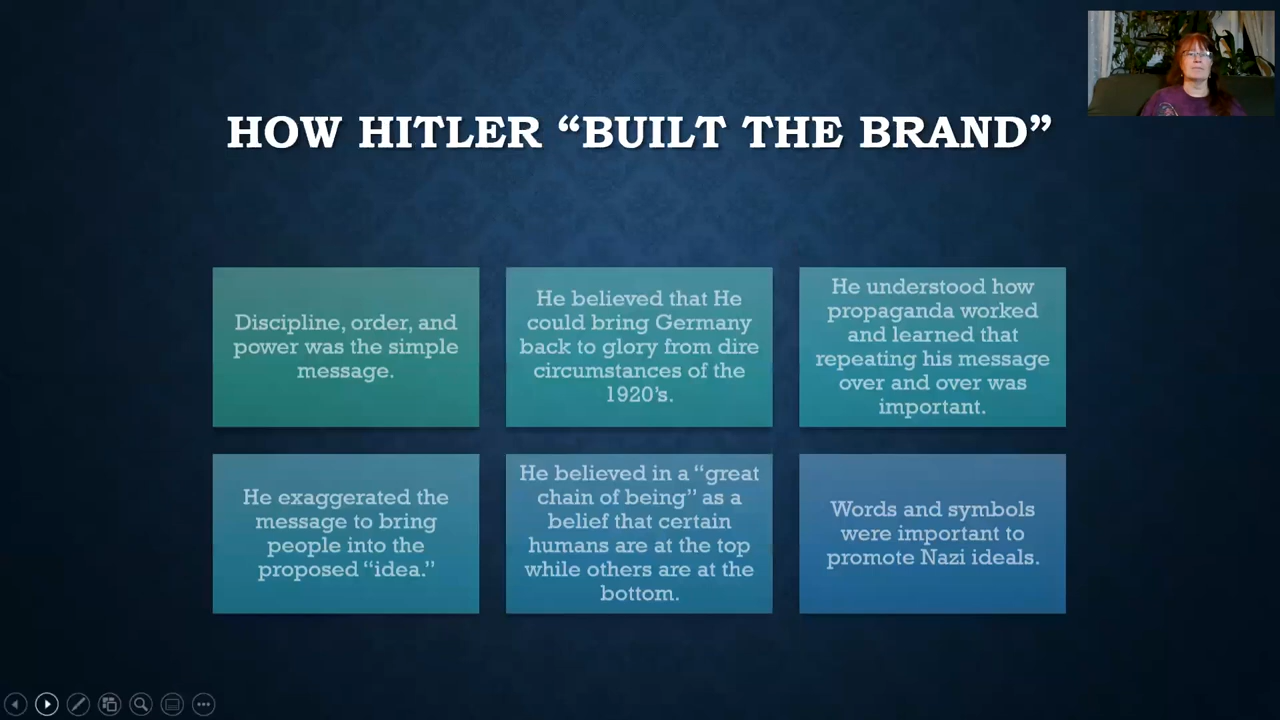 HOW HITLER “BUILT THE BRAND”
Discipline, order, and
power was the simple
message.
He believed that He
could bring Germany
back to glory from dire
circumstances of the
1920’s.
He understood how
propaganda worked
and learned that
repeating his message
over and over was
important.
He exaggerated the
message to bring
people into the
proposed “idea.”
He believed in a “great
chain of being” as a
belief that certain
humans are at the top
while others are at the
bottom.
Words and symbols
were important to
promote Nazi ideals.